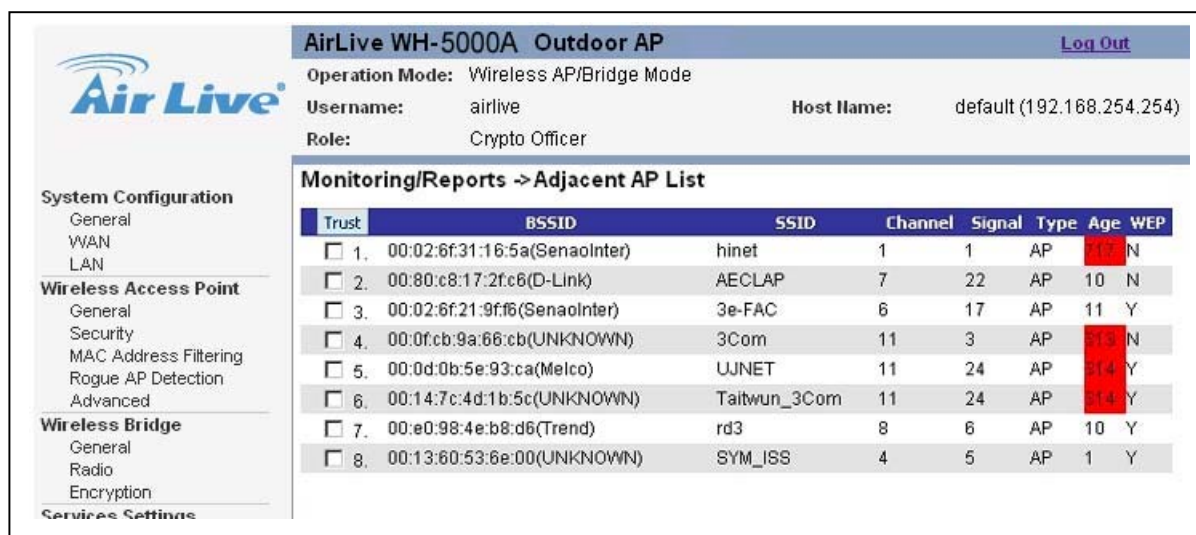 Air Live
AirLive WH-5000A Outdoor AP Log Out
Operation Mode: Wireless AP/Bridge Mode
Username: airlive Host Name: default (192.168.254.254)
Role: Crypto Officer
System Configuration
General
WAN
LAN
Wireless Access Point
General
Security
MAC Address Filtering
Rogue AP Detection
Advanced
Wireless Bridge
General
Radio
Encryption
Services Settings
Monitoring/Reports ->Adjacent AP List
Trust BSSID SSID Channel Signal Type Age WEP
1. 00:02:6f:31:16:5a(SenaoInter) hinet 1 1 AP N
2. 00:80:c8:17:2f:c6(D-Link) AECLAP 7 22 AP 10 N
3. 00:02:6f:21:9f:f6(SenaoInter) 3e-FAC 6 17 AP 11 Y
4. 00:0f:cb:9a:66:cb(UNKNOWN) 3Com 11 3 AP N
5. 00:0d:0b:5e:93:ca(Melco) UJNET 11 24 AP Y
6. 00:14:7c:4d:1b:5c(UNKNOWN) Taitwun_3Com 11 24 AP Y
7. 00:e0:98:4e:b8:d6(Trend) rd3 8 6 AP 10 Y
8. 00:13:60:53:6e:00(UNKNOWN) SYM_ISS 4 5 AP 1 Y